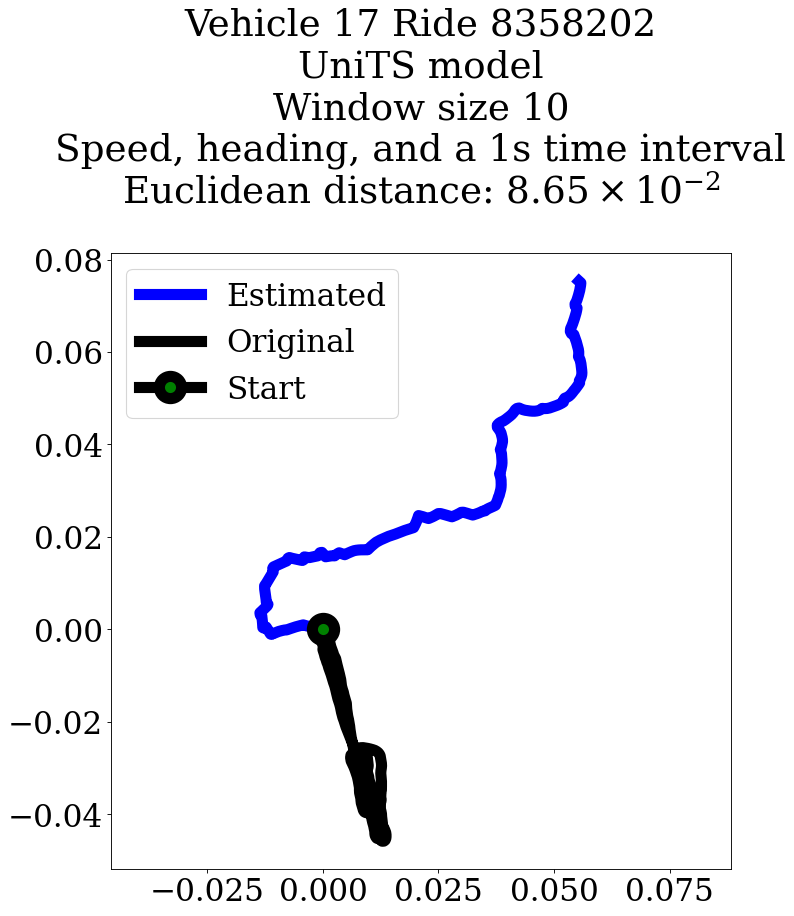 Vehicle 17 Ride 8358202
UniTS model
Window size 10
Speed, heading, and a 1s time interval
Euclidean distance: 8.65 × 10⁻²
Estimated
Original
Start
0.08
0.06
0.04
0.02
0.00
−0.02
−0.04
−0.025 0.000 0.025 0.050 0.075